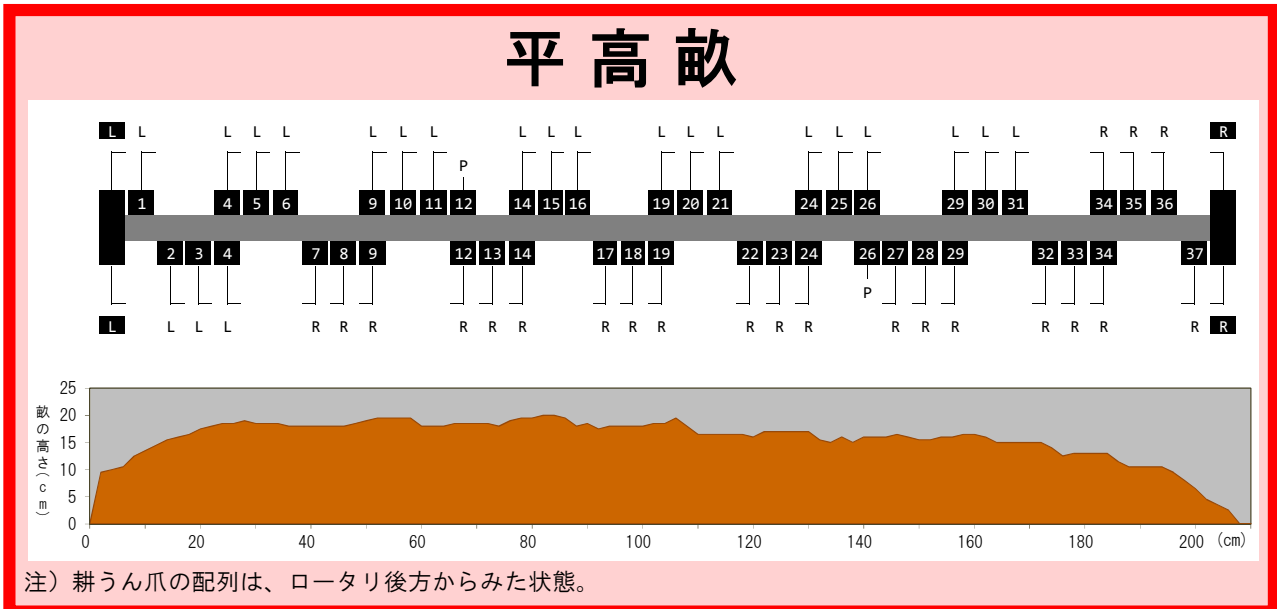 平高畝
L L L L L L L L L L L L L L L L L L L L L R R R R
P
1 4 5 6 9 10 11 12 14 15 16 19 20 21 24 25 26 29 30 31 34 35 36
2 3 4 7 8 9 12 13 14 17 18 19 22 23 24 26 27 28 29 32 33 34 37
P
L L L L R R R R R R R R R R R R R R R R R R R R R
25
20
15
10
5
0
畝の高さ(cm)
0 20 40 60 80 100 120 140 160 180 200 (cm)
注）耕うん爪の配列は、ロータリ後方からみた状態。